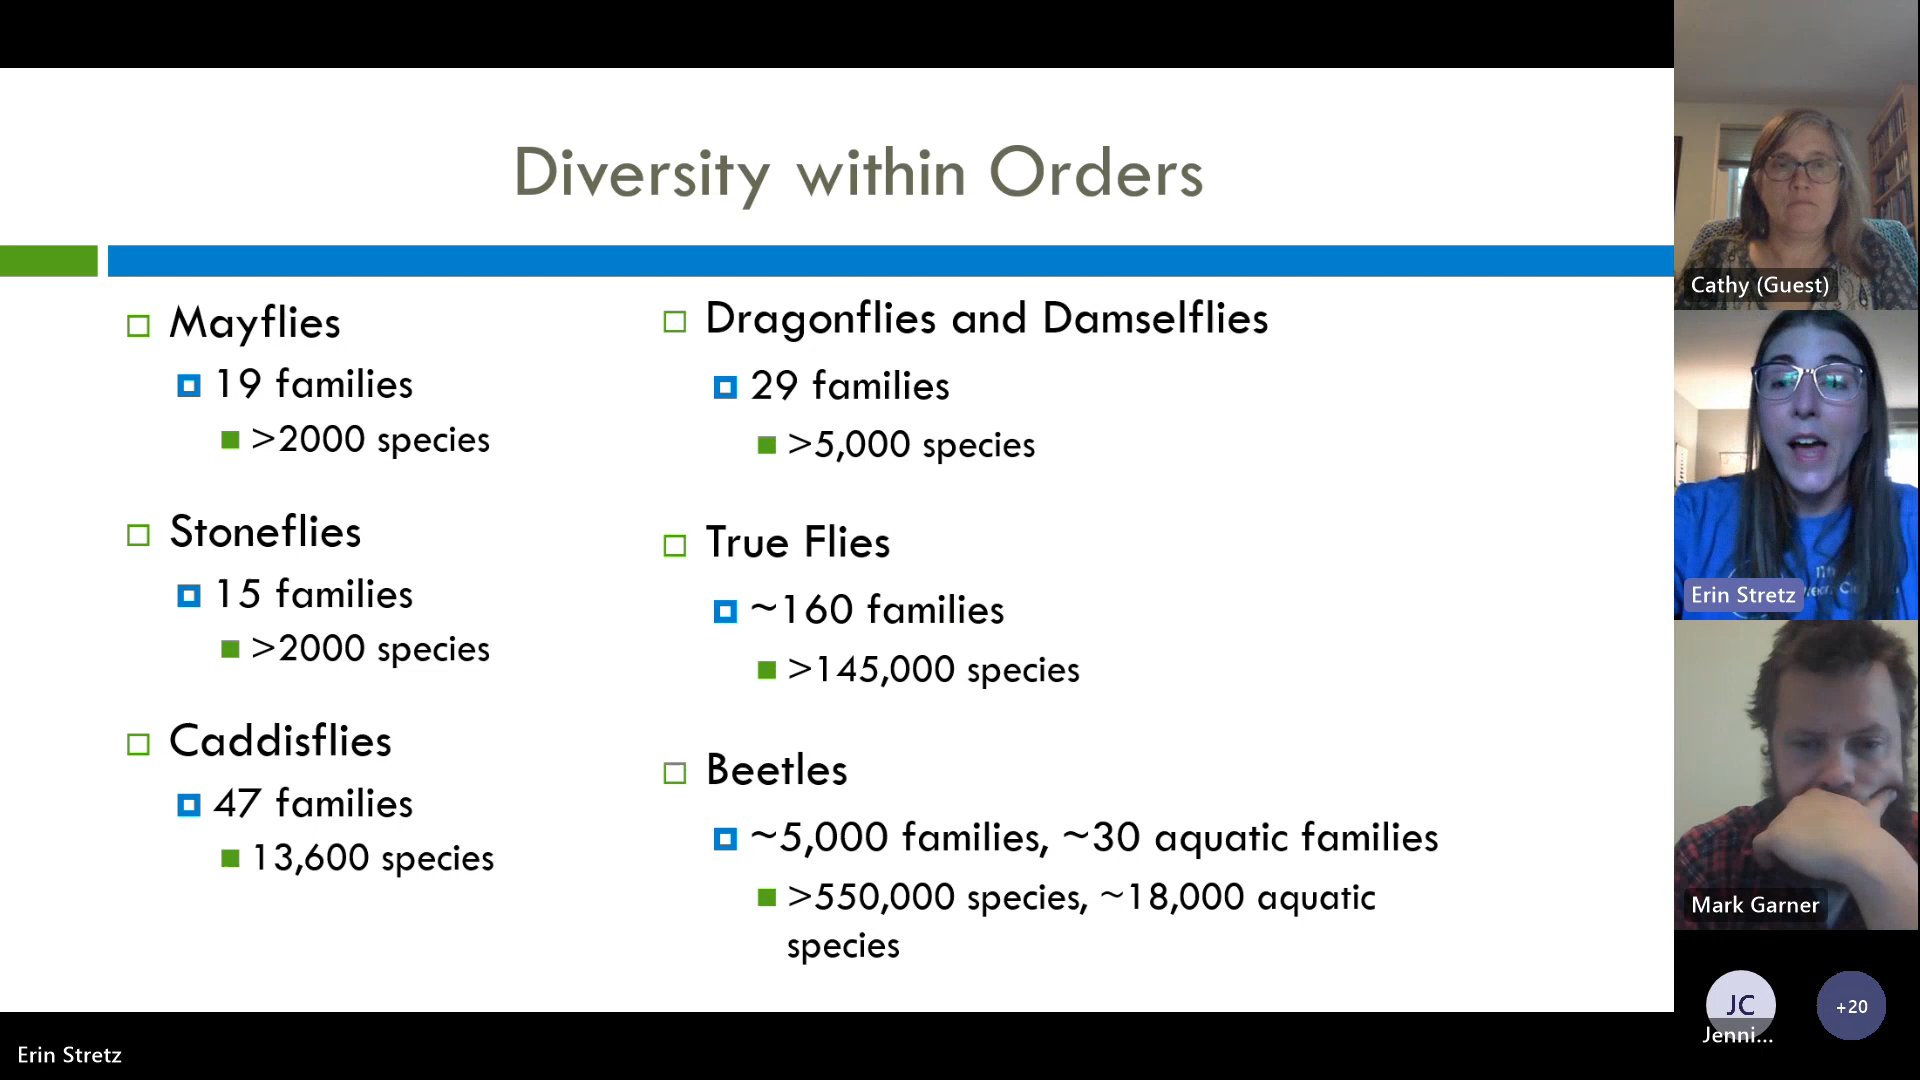 Diversity within Orders
Mayflies
19 families
>2000 species
Stoneflies
15 families
>2000 species
Caddisflies
47 families
13,600 species
Dragonflies and Damselflies
29 families
>5,000 species
True Flies
~160 families
>145,000 species
Beetles
~5,000 families, ~30 aquatic families
>550,000 species, ~18,000 aquatic
species
Cathy (Guest)
Erin Stretz
Mark Garner
JC
Jenni...
+20
Erin Stretz